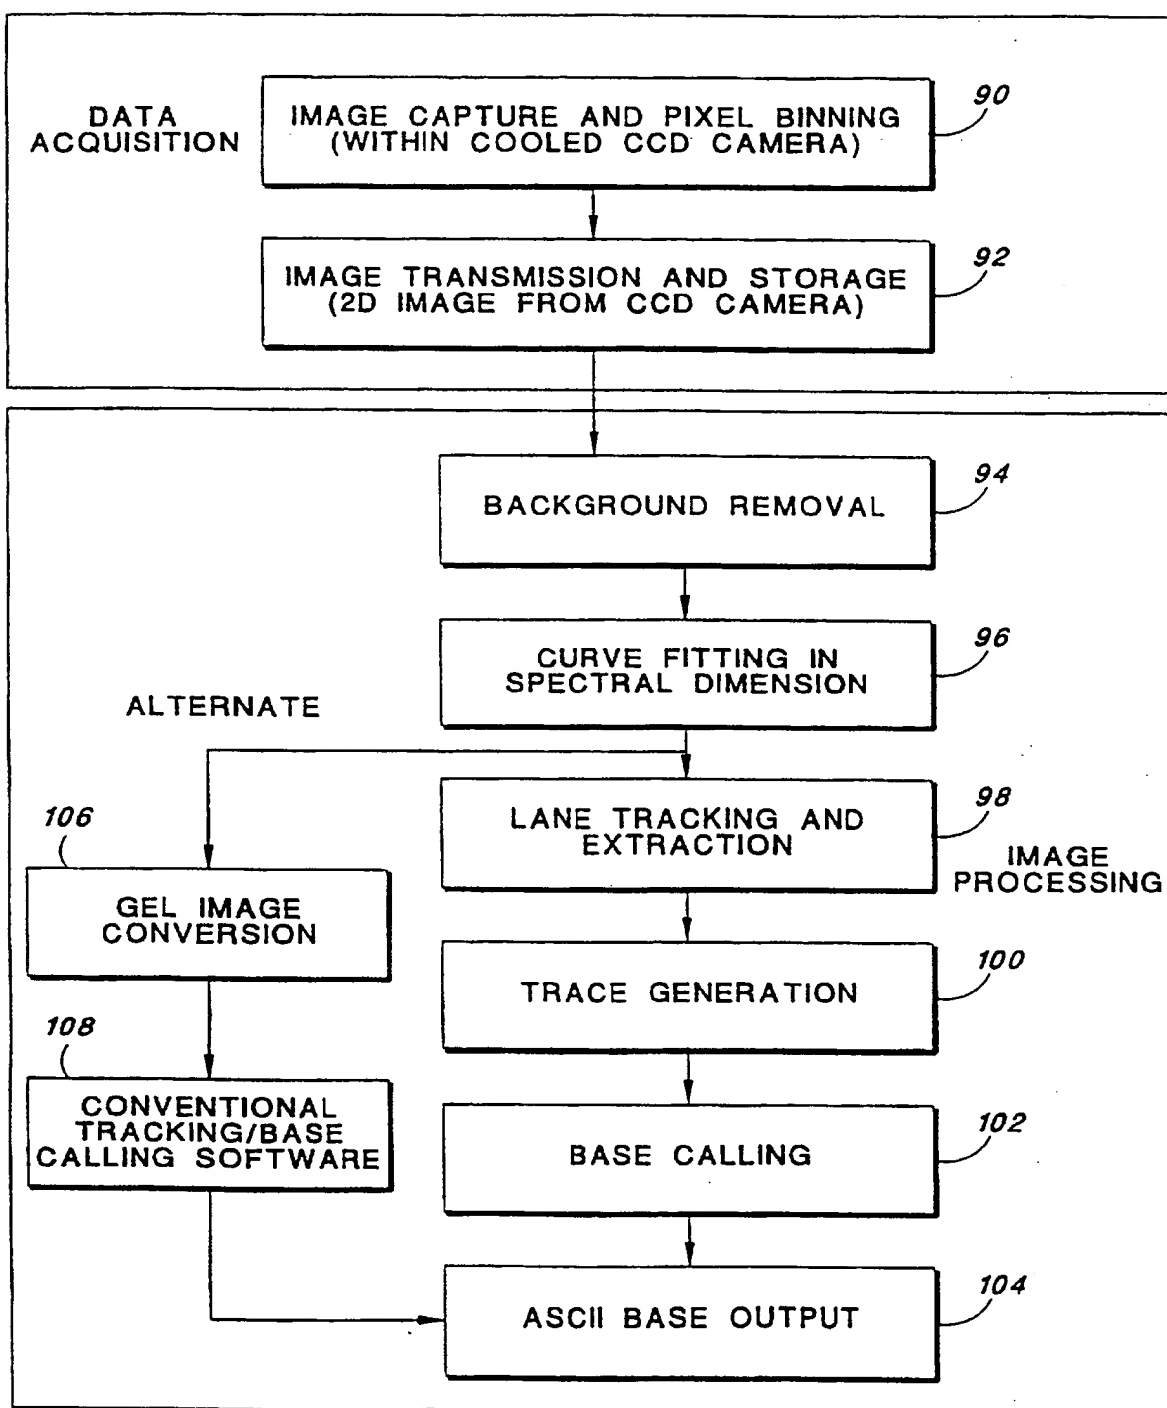 DATA
ACQUISITION
IMAGE CAPTURE AND PIXEL BINNING
(WITHIN COOLED CCD CAMERA)
90
IMAGE TRANSMISSION AND STORAGE
(2D IMAGE FROM CCD CAMERA)
92
BACKGROUND REMOVAL
94
CURVE FITTING IN
SPECTRAL DIMENSION
96
ALTERNATE
LANE TRACKING AND
EXTRACTION
98
IMAGE
PROCESSING
106
GEL IMAGE
CONVERSION
TRACE GENERATION
100
108
CONVENTIONAL
TRACKING/BASE
CALLING SOFTWARE
BASE CALLING
102
ASCII BASE OUTPUT
104